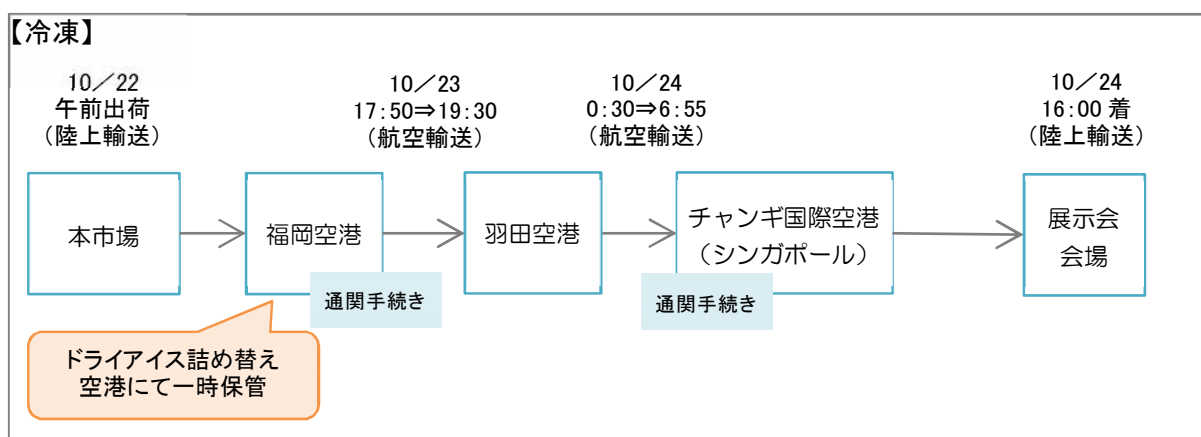 【冷凍】
10／22
午前出荷
（陸上輸送）
10／23
17:50⇒19:30
（航空輸送）
10／24
0:30⇒6:55
（航空輸送）
10／24
16:00 着
（陸上輸送）
本市場
福岡空港
羽田空港
チャンギ国際空港
（シンガポール）
展示会
会場
通関手続き
通関手続き
ドライアイス詰め替え
空港にて一時保管